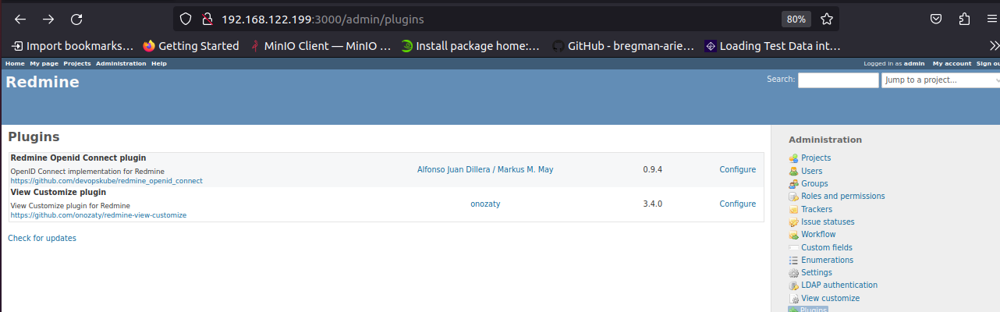 192.168.122.199:3000/admin/plugins
80%
Import bookmarks…
Getting Started
MinIO Client — MinIO …
Install package home:…
GitHub - bregman-arie…
Loading Test Data int…
Home My page Projects Administration Help
Logged in as admin My account Sign ou
Redmine
Search:
Jump to a project...
Plugins
Redmine Openid Connect plugin
OpenID Connect implementation for Redmine
https://github.com/devopskube/redmine_openid_connect
Alfonso Juan Dillera / Markus M. May
0.9.4
Configure
View Customize plugin
View Customize plugin for Redmine
https://github.com/onozaty/redmine-view-customize
onozaty
3.4.0
Configure
Check for updates
Administration
Projects
Users
Groups
Roles and permissions
Trackers
Issue statuses
Workflow
Custom fields
Enumerations
Settings
LDAP authentication
View customize
Plugins